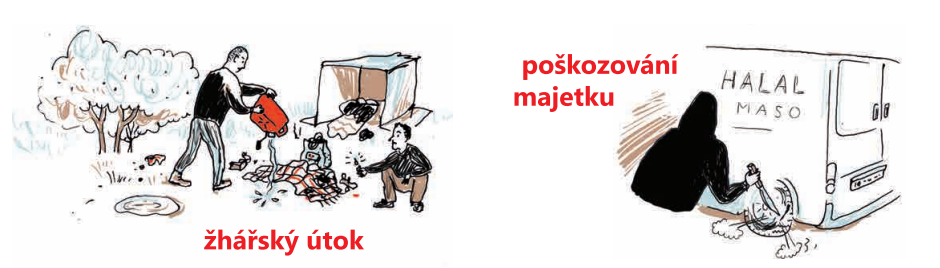 žhářský útok
poškozování
majetku
HALAL
MASO